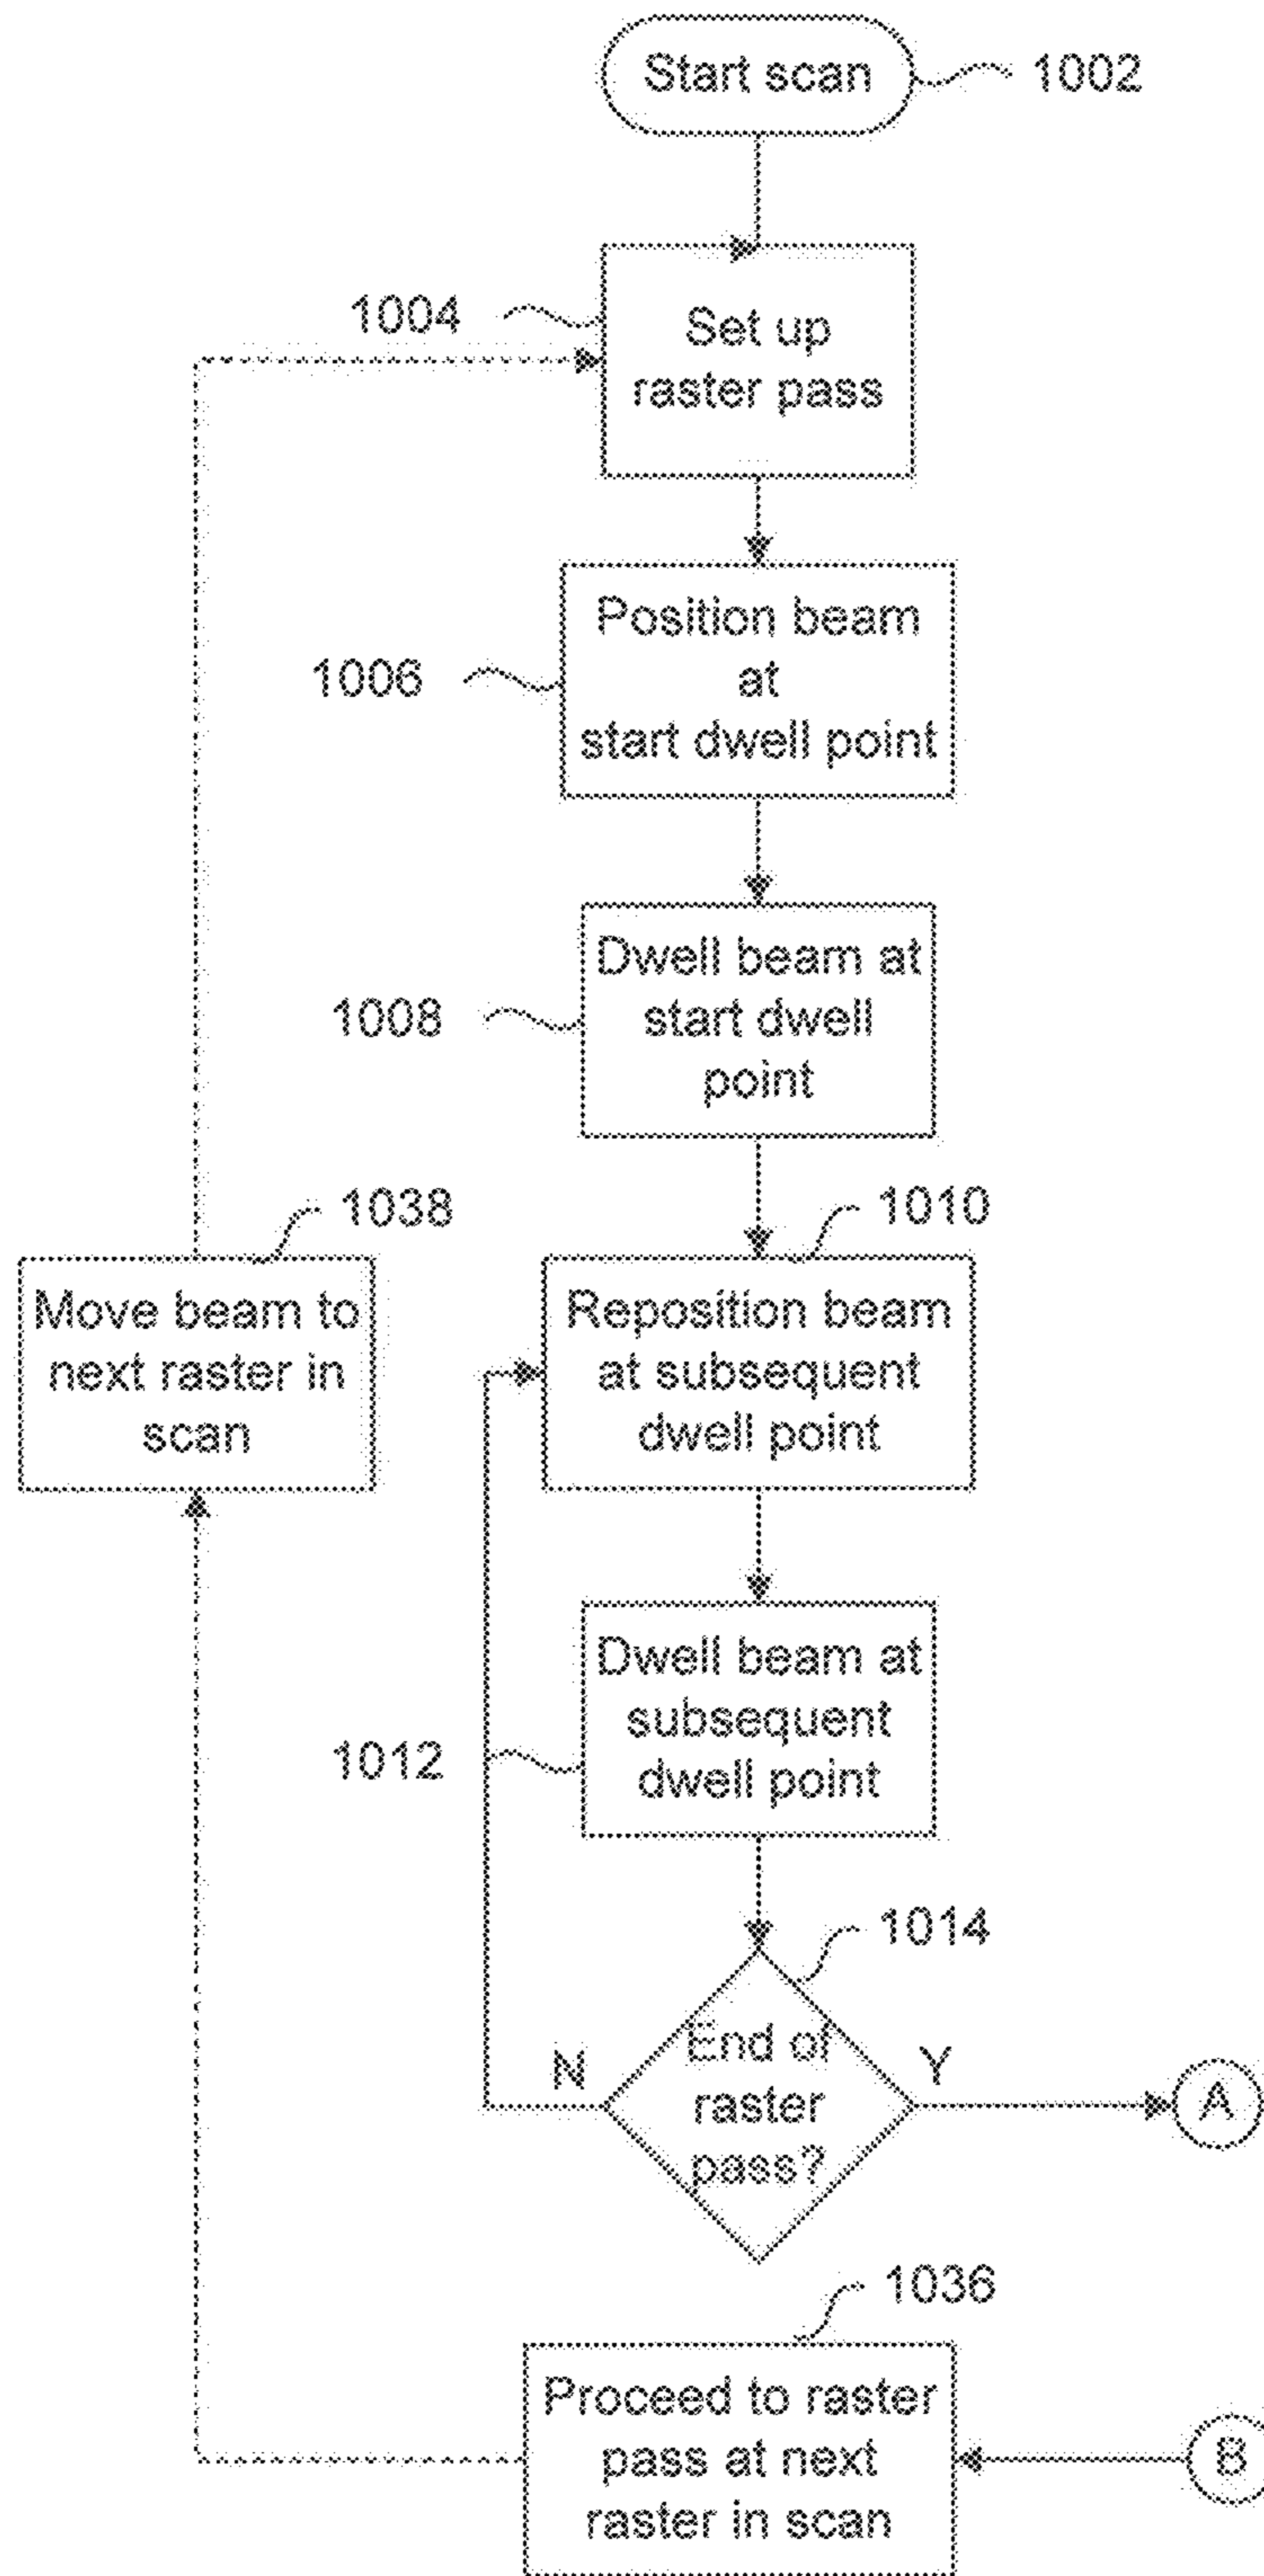 Start scan
1002
1004
Set up
raster pass
Position beam
at
start dwell point
1006
Dwell beam at
start dwell
point
1008
1038
1010
Move beam to
next raster in
scan
Reposition beam
at subsequent
dwell point
Dwell beam at
subsequent
dwell point
1012
1014
End of
raster
pass?
N
Y
A
1036
Proceed to raster
pass at next
raster in scan
B